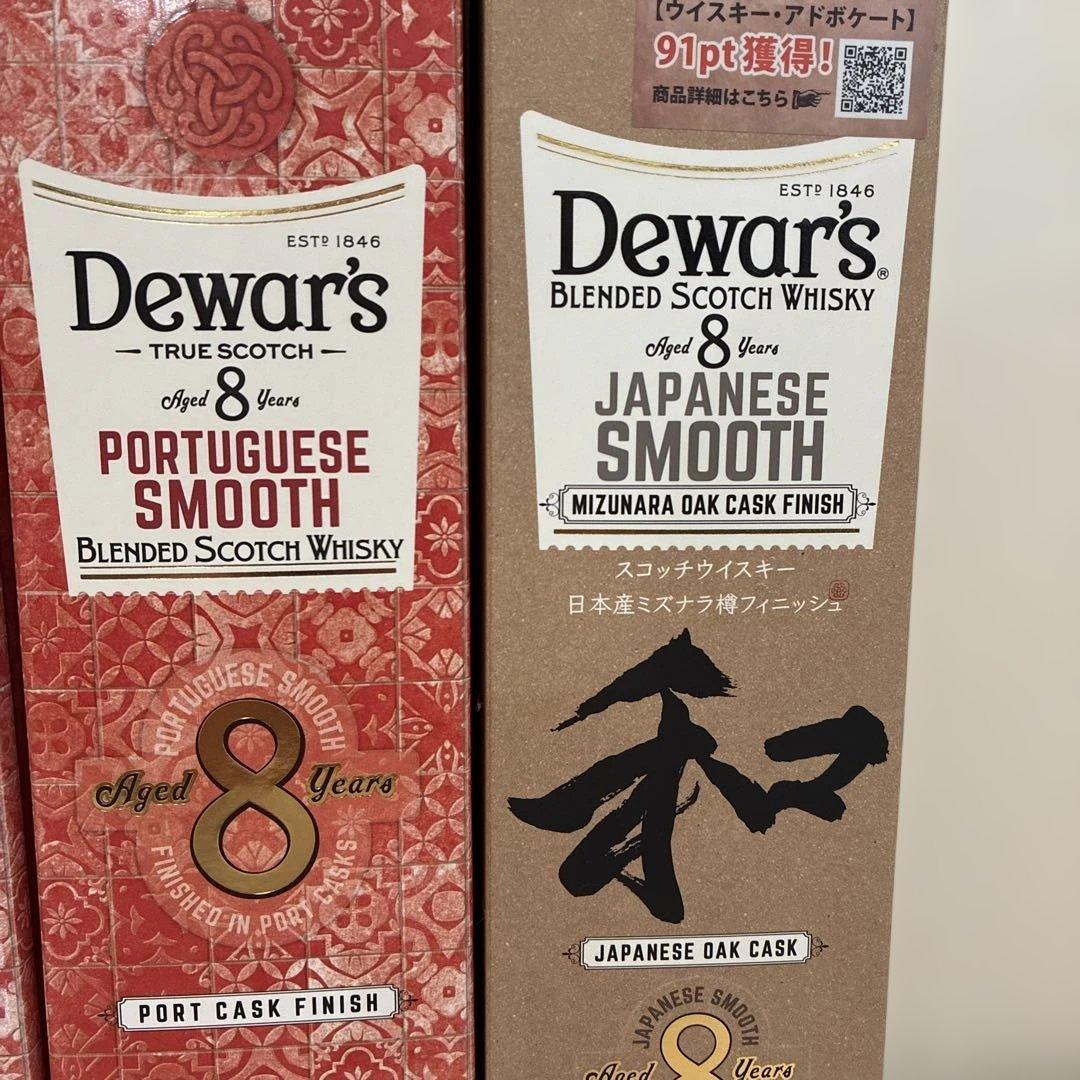 ESTD 1846
Dewar's
TRUE SCOTCH
Aged 8 Years
PORTUGUESE
SMOOTH
BLENDED SCOTCH WHISKY
PORTUGUESE SMOOTH
Aged 8 Years
FINISHED IN PORT CASKS
PORT CASK FINISH
【ウイスキー・アドボケート】
91pt獲得!
商品詳細はこちら
ESTD 1846
Dewar's®
BLENDED SCOTCH WHISKY
Aged 8 Years
JAPANESE
SMOOTH
MIZUNARA OAK CASK FINISH
スコッチウイスキー
日本産ミズナラ樽フィニッシュ
和
JAPANESE OAK CASK
JAPANESE SMOOTH
Aged 8 Years